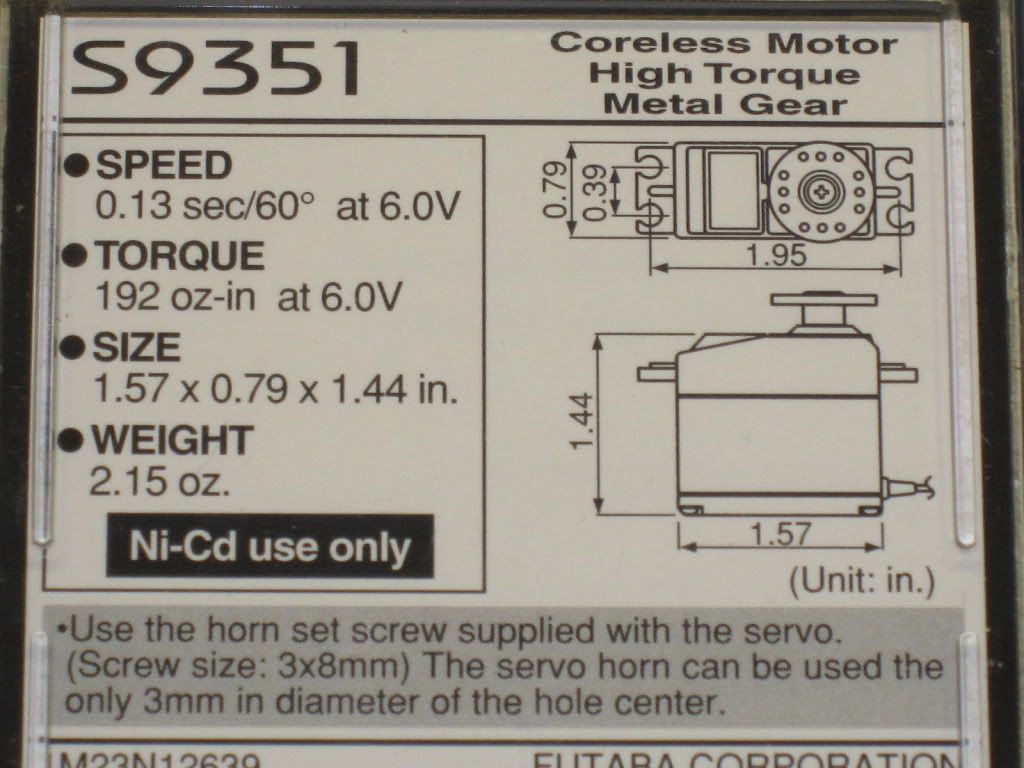 S9351
Coreless Motor
High Torque
Metal Gear
● SPEED
0.13 sec/60° at 6.0V
● TORQUE
192 oz-in at 6.0V
● SIZE
1.57 x 0.79 x 1.44 in.
● WEIGHT
2.15 oz.
Ni-Cd use only
0.79
0.39
1.95
1.44
1.57
(Unit: in.)
•Use the horn set screw supplied with the servo.
(Screw size: 3x8mm) The servo horn can be used the
only 3mm in diameter of the hole center.
M23N12639
FUTABA CORPORATION